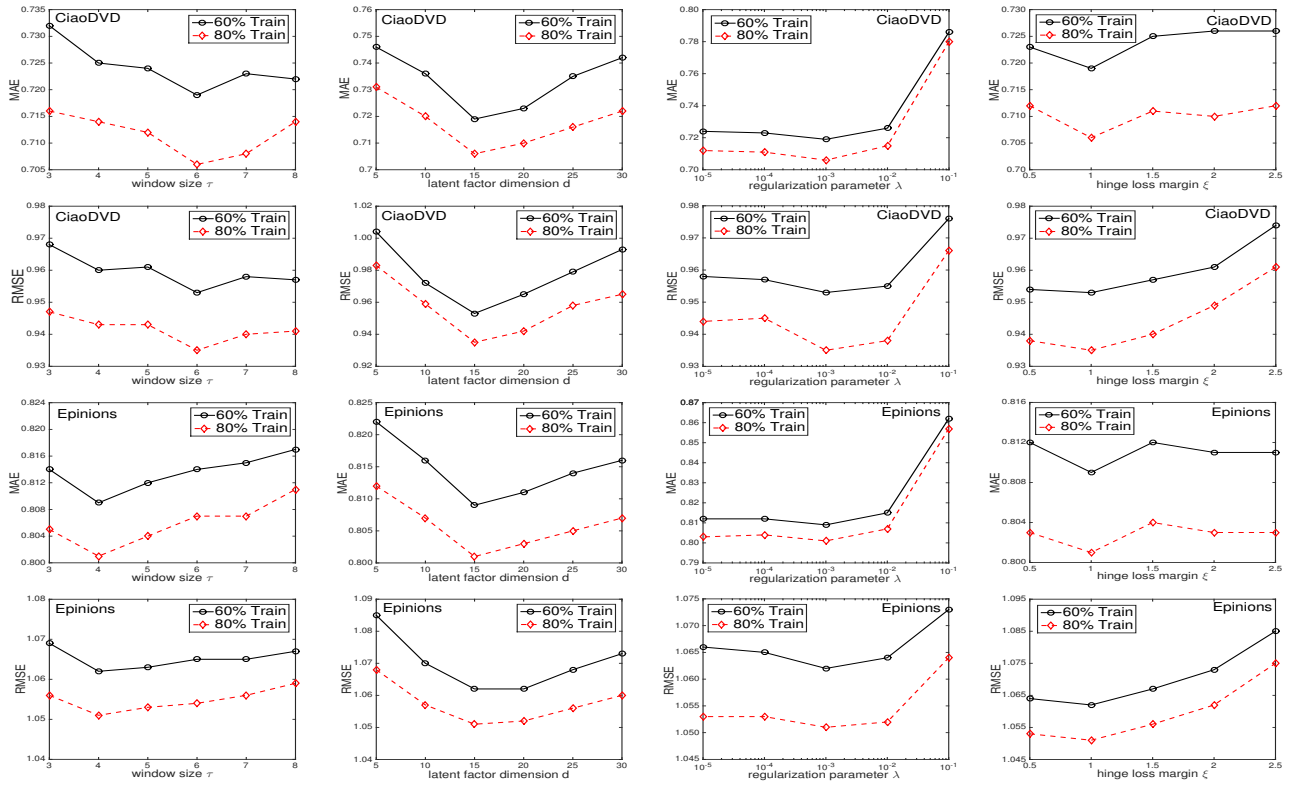 CiaoDVD
60% Train
80% Train
MAE
0.735
0.73
0.725
0.72
0.715
0.71
0.705
3 4 5 6 7 8
window size τ
CiaoDVD
60% Train
80% Train
MAE
0.76
0.75
0.74
0.73
0.72
0.71
0.7
5 10 15 20 25 30
latent factor dimension d
CiaoDVD
60% Train
80% Train
MAE
0.80
0.78
0.76
0.74
0.72
0.70
10-5 10-4 10-3 10-2 10-1
regularization parameter λ
CiaoDVD
60% Train
80% Train
MAE
0.73
0.725
0.72
0.715
0.710
0.705
0.70
0.5 1 1.5 2 2.5
hinge loss margin ξ
CiaoDVD
60% Train
80% Train
RMSE
0.98
0.97
0.96
0.95
0.94
0.93
3 4 5 6 7 8
window size τ
CiaoDVD
60% Train
80% Train
RMSE
1.02
1.00
0.98
0.96
0.94
0.92
5 10 15 20 25 30
latent factor dimension d
CiaoDVD
60% Train
80% Train
RMSE
0.98
0.97
0.96
0.95
0.94
0.93
10-5 10-4 10-3 10-2 10-1
regularization parameter λ
CiaoDVD
60% Train
80% Train
RMSE
0.98
0.97
0.96
0.95
0.94
0.93
0.5 1 1.5 2 2.5
hinge loss margin ξ
Epinions
60% Train
80% Train
MAE
0.824
0.820
0.816
0.812
0.808
0.804
0.800
3 4 5 6 7 8
window size τ
Epinions
60% Train
80% Train
MAE
0.825
0.820
0.815
0.810
0.805
0.800
5 10 15 20 25 30
latent factor dimension d
Epinions
60% Train
80% Train
MAE
0.87
0.86
0.85
0.84
0.83
0.82
0.81
0.80
0.79
10-5 10-4 10-3 10-2 10-1
regularization parameter λ
Epinions
60% Train
80% Train
MAE
0.816
0.812
0.808
0.804
0.800
0.5 1 1.5 2 2.5
hinge loss margin ξ
Epinions
60% Train
80% Train
RMSE
1.08
1.07
1.06
1.05
1.04
3 4 5 6 7 8
window size τ
Epinions
60% Train
80% Train
RMSE
1.09
1.08
1.07
1.06
1.05
1.04
5 10 15 20 25 30
latent factor dimension d
Epinions
60% Train
80% Train
RMSE
1.075
1.07
1.065
1.06
1.055
1.050
1.045
10-5 10-4 10-3 10-2 10-1
regularization parameter λ
Epinions
60% Train
80% Train
RMSE
1.095
1.085
1.075
1.065
1.055
1.045
0.5 1 1.5 2 2.5
hinge loss margin ξ